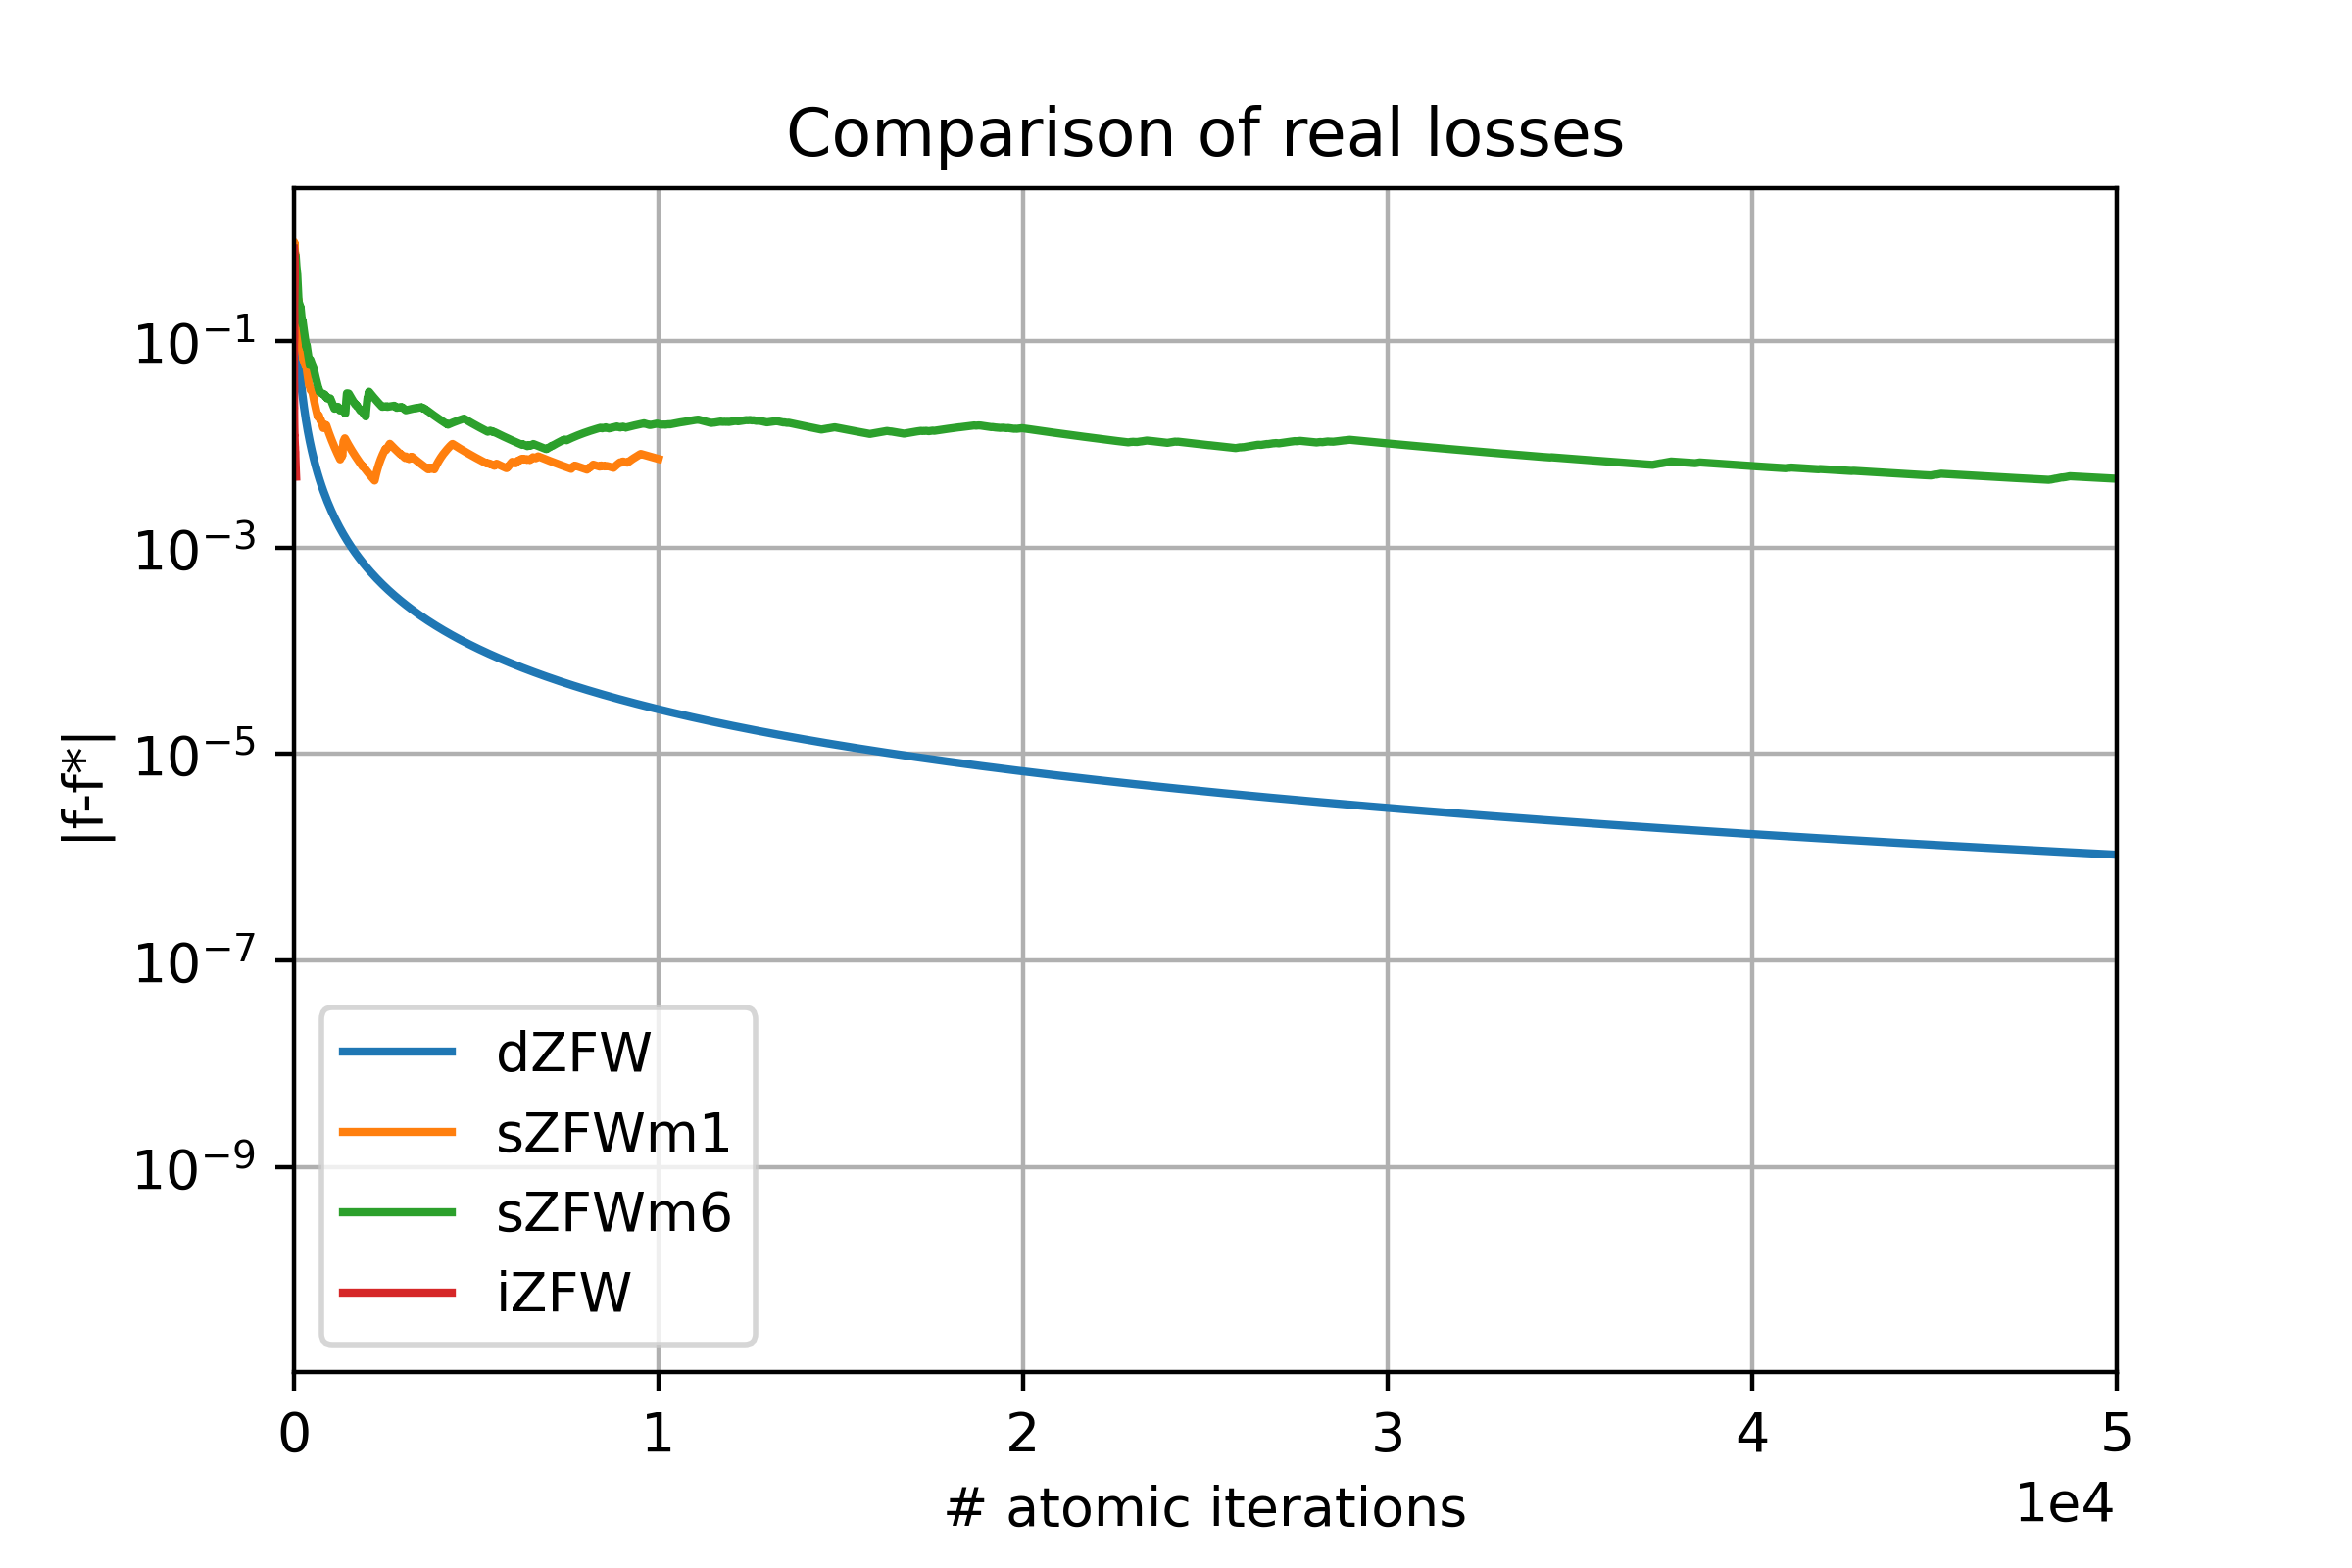 Comparison of real losses
10⁻¹
10⁻³
10⁻⁵
10⁻⁷
10⁻⁹
|f-f*|
dZFW
sZFWm1
sZFWm6
iZFW
0 1 2 3 4 5
1e4
# atomic iterations